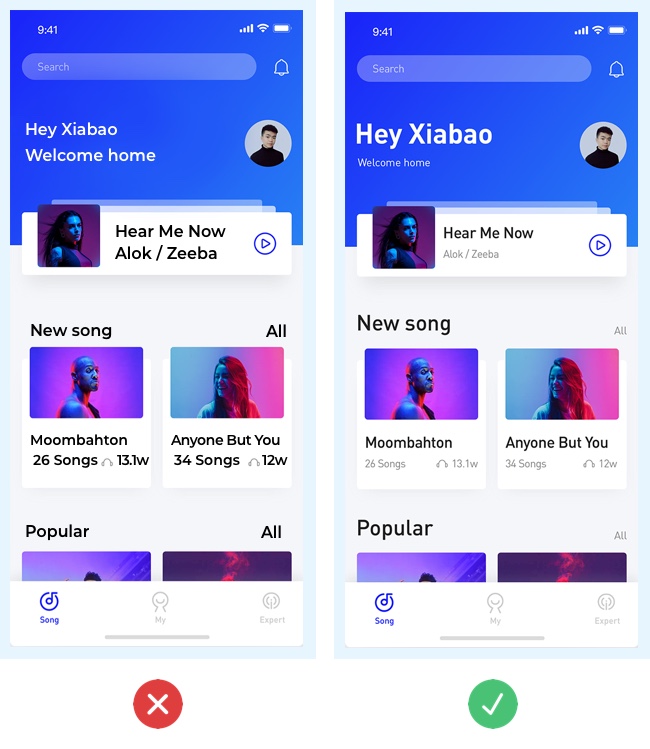 9:41
Search
Hey Xiabao
Welcome home
Hear Me Now
Alok / Zeeba
New song All
Moombahton
26 Songs 13.1w
Anyone But You
34 Songs 12w
Popular All
Song My Expert
9:41
Search
Hey Xiabao
Welcome home
Hear Me Now
Alok / Zeeba
New song All
Moombahton
26 Songs 13.1w
Anyone But You
34 Songs 12w
Popular All
Song My Expert